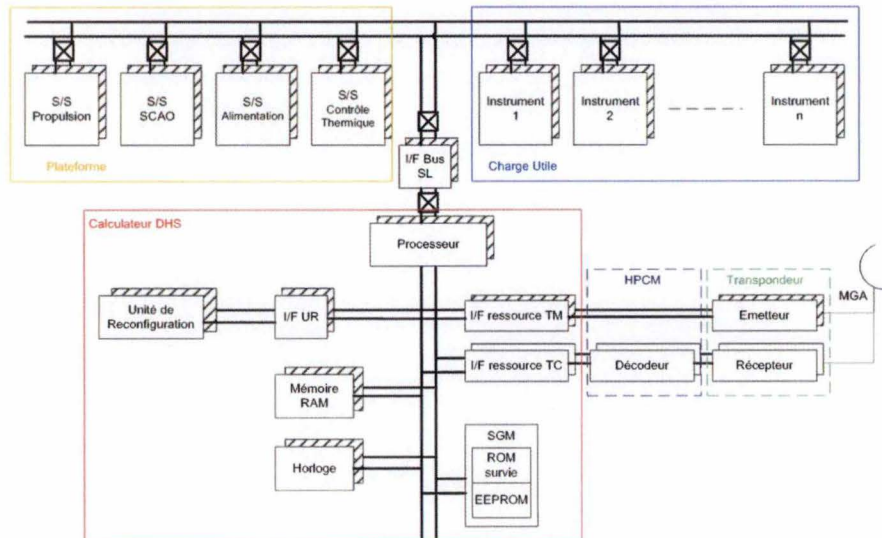 S/S
Propulsion
S/S
SCAO
S/S
Alimentation
S/S
Contrôle
Thermique
Instrument
1
Instrument
2
Instrument
n
Plateforme
I/F Bus
SL
Charge Utile
Calculateur DHS
Processeur
HPCM
Transpondeur
MGA
Unité de
Reconfiguration
I/F UR
I/F ressource TM
Emetteur
I/F ressource TC
Décodeur
Récepteur
Mémoire
RAM
SGM
ROM
survie
EEPROM
Horloge